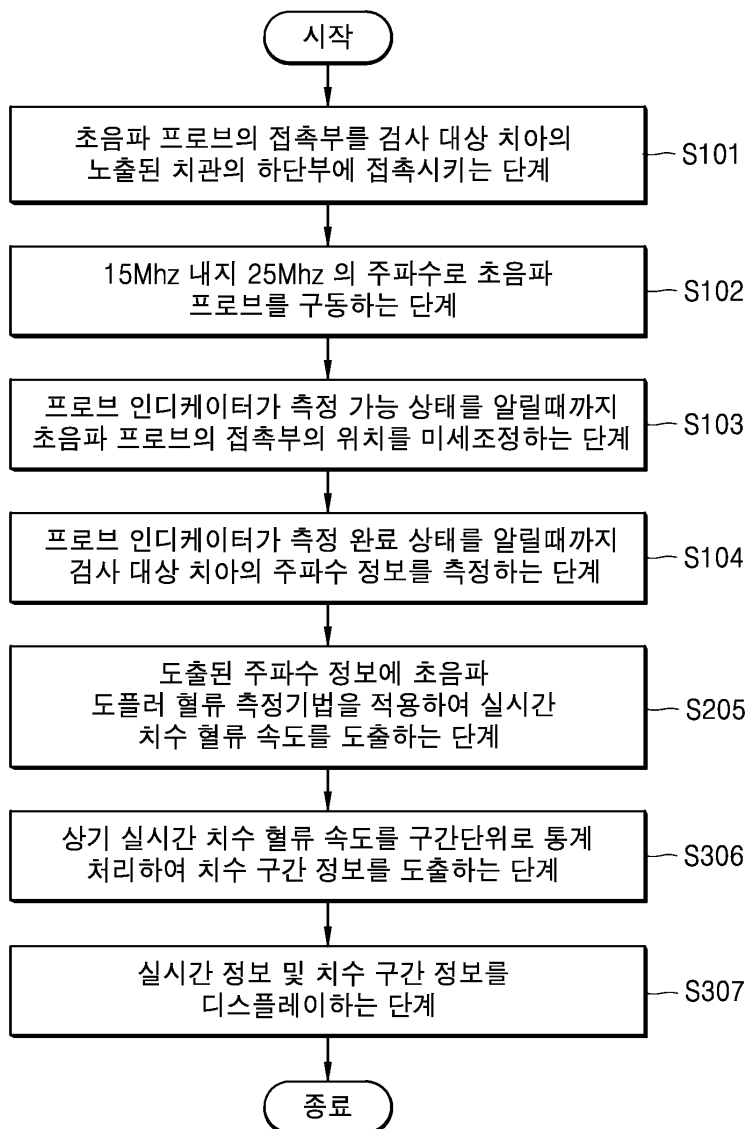 시작
초음파 프로브의 접촉부를 검사 대상 치아의
노출된 치관의 하단부에 접촉시키는 단계
S101
15Mhz 내지 25Mhz 의 주파수로 초음파
프로브를 구동하는 단계
S102
프로브 인디케이터가 측정 가능 상태를 알릴때까지
초음파 프로브의 접촉부의 위치를 미세조정하는 단계
S103
프로브 인디케이터가 측정 완료 상태를 알릴때까지
검사 대상 치아의 주파수 정보를 측정하는 단계
S104
도출된 주파수 정보에 초음파
도플러 혈류 측정기법을 적용하여 실시간
치수 혈류 속도를 도출하는 단계
S205
상기 실시간 치수 혈류 속도를 구간단위로 통계
처리하여 치수 구간 정보를 도출하는 단계
S306
실시간 정보 및 치수 구간 정보를
디스플레이하는 단계
S307
종료